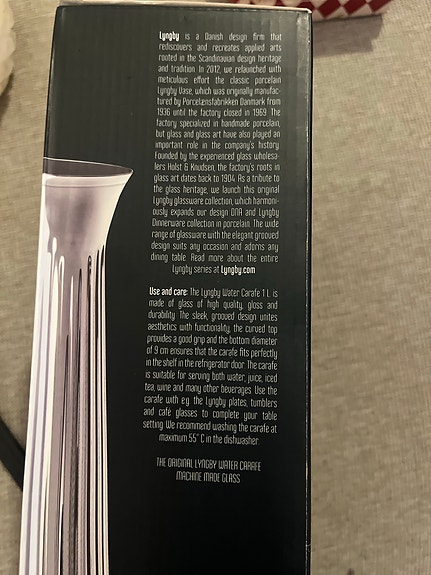 Lyngby is a Danish design firm that
rediscovers and recreates applied arts
rooted in the Scandinavian design heritage
and tradition. In 2012, we relaunched with
meticulous effort the classic porcelain
Lyngby Vase, which was originally manufac-
tured by Porcelænsfabrikken Danmark from
1936 until the factory closed in 1969. The
factory specialized in handmade porcelain,
but glass and glass art have also played an
important role in the company's history.
Founded by the experienced glass wholesa-
lers Holst & Knudsen, the factory's roots in
glass art dates back to 1904. As a tribute to
the glass heritage, we launch this original
Lyngby glassware collection, which harmoni-
ously expands our design DNA and Lyngby
Dinnerware collection in porcelain. The wide
range of glassware with the elegant grooved
design suits any occasion and adorns any
dining table. Read more about the entire
Lyngby series at Lyngby.com
Use and care: The Lyngby Water Carafe 1 L is
made of glass of high quality, gloss and
durability. The sleek, grooved design unites
aesthetics with functionality, the curved top
provides a good grip and the bottom diameter
of 9 cm ensures that the carafe fits perfectly
in the shelf in the refrigerator door. The carafe
is suitable for serving both water, juice, iced
tea, wine and many other beverages. Use the
carafe with e.g. the Lyngby plates, tumblers
and café glasses to complete your table
setting. We recommend washing the carafe at
maximum 55° C in the dishwasher.
THE ORIGINAL LYNGBY WATER CARAFE
MACHINE MADE GLASS